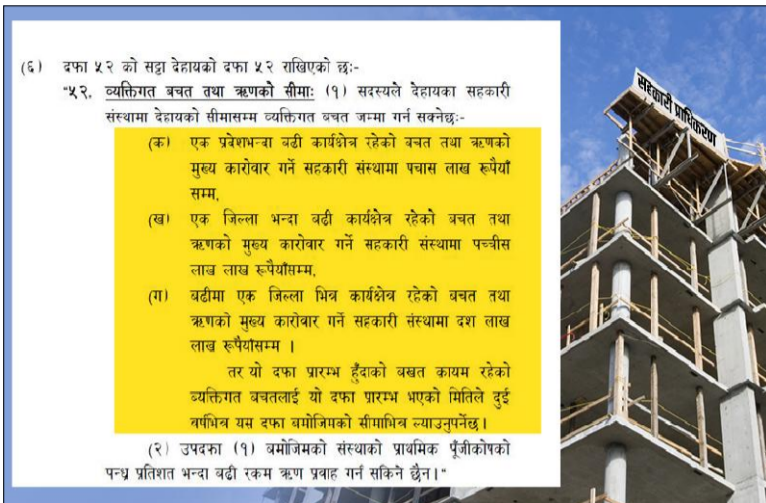 (६) दफा ५२ को सट्टा देहायको दफा ५२ राखिएको छः-
"५२. व्यक्तिगत बचत तथा ऋणको सीमाः (१) सदस्यले देहायका सहकारी
संस्थामा देहायको सीमासम्म व्यक्तिगत बचत जम्मा गर्न सक्नेछः-
(क) एक प्रदेशभन्दा बढी कार्यक्षेत्र रहेको बचत तथा ऋणको
मुख्य कारोवार गर्ने सहकारी संस्थामा पचास लाख रूपैयाँ
सम्म,
(ख) एक जिल्ला भन्दा बढी कार्यक्षेत्र रहेको बचत तथा
ऋणको मुख्य कारोवार गर्ने सहकारी संस्थामा पच्चीस
लाख लाख रूपैयाँसम्म,
(ग) बढीमा एक जिल्ला भित्र कार्यक्षेत्र रहेको बचत तथा
ऋणको मुख्य कारोवार गर्ने सहकारी संस्थामा दश लाख
लाख रूपैयाँसम्म ।
तर यो दफा प्रारम्भ हुँदाको बखत कायम रहेको
व्यक्तिगत बचतलाई यो दफा प्रारम्भ भएको मितिले दुई
वर्षभित्र यस दफा बमोजिमको सीमाभित्र ल्याउनुपर्नेछ।
(२) उपदफा (१) बमोजिमको संस्थाको प्राथमिक पूँजीकोषको
पन्ध्र प्रतिशत भन्दा बढी रकम ऋण प्रवाह गर्न सकिने छैन।"
सहकारी प्राधिकरण